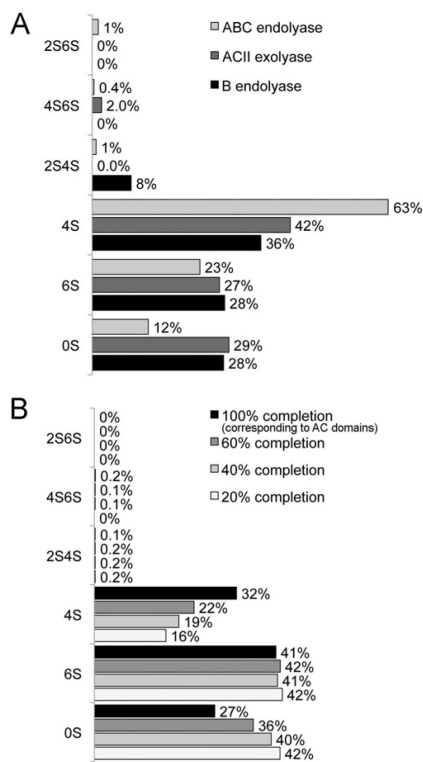 A
ABC endolyase
ACII exolyase
B endolyase
2S6S
1%
0%
0%
4S6S
0.4%
2.0%
0%
2S4S
1%
0.0%
8%
4S
63%
42%
36%
6S
23%
27%
28%
0S
12%
29%
28%
B
100% completion
(corresponding to AC domains)
60% completion
40% completion
20% completion
2S6S
0%
0%
0%
0%
4S6S
0.2%
0.1%
0.1%
0%
2S4S
0.1%
0.2%
0.2%
0.2%
4S
32%
22%
19%
16%
6S
41%
42%
41%
42%
0S
27%
36%
40%
42%